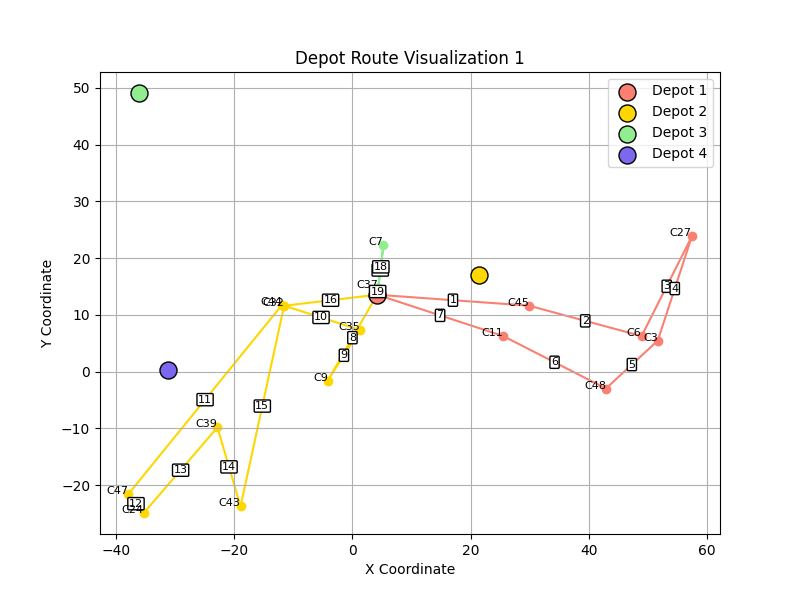 Depot Route Visualization 1
Depot 1
Depot 2
Depot 3
Depot 4
Y Coordinate
50
40
30
20
10
0
−10
−20
−40
−20
0
20
40
60
X Coordinate
C27
C7
18
C37
19
3
4
C32
16
1
C45
10
7
2
C35
C11
C6
C3
8
9
6
5
C9
C48
11
15
C39
14
13
C47
12
C24
C43